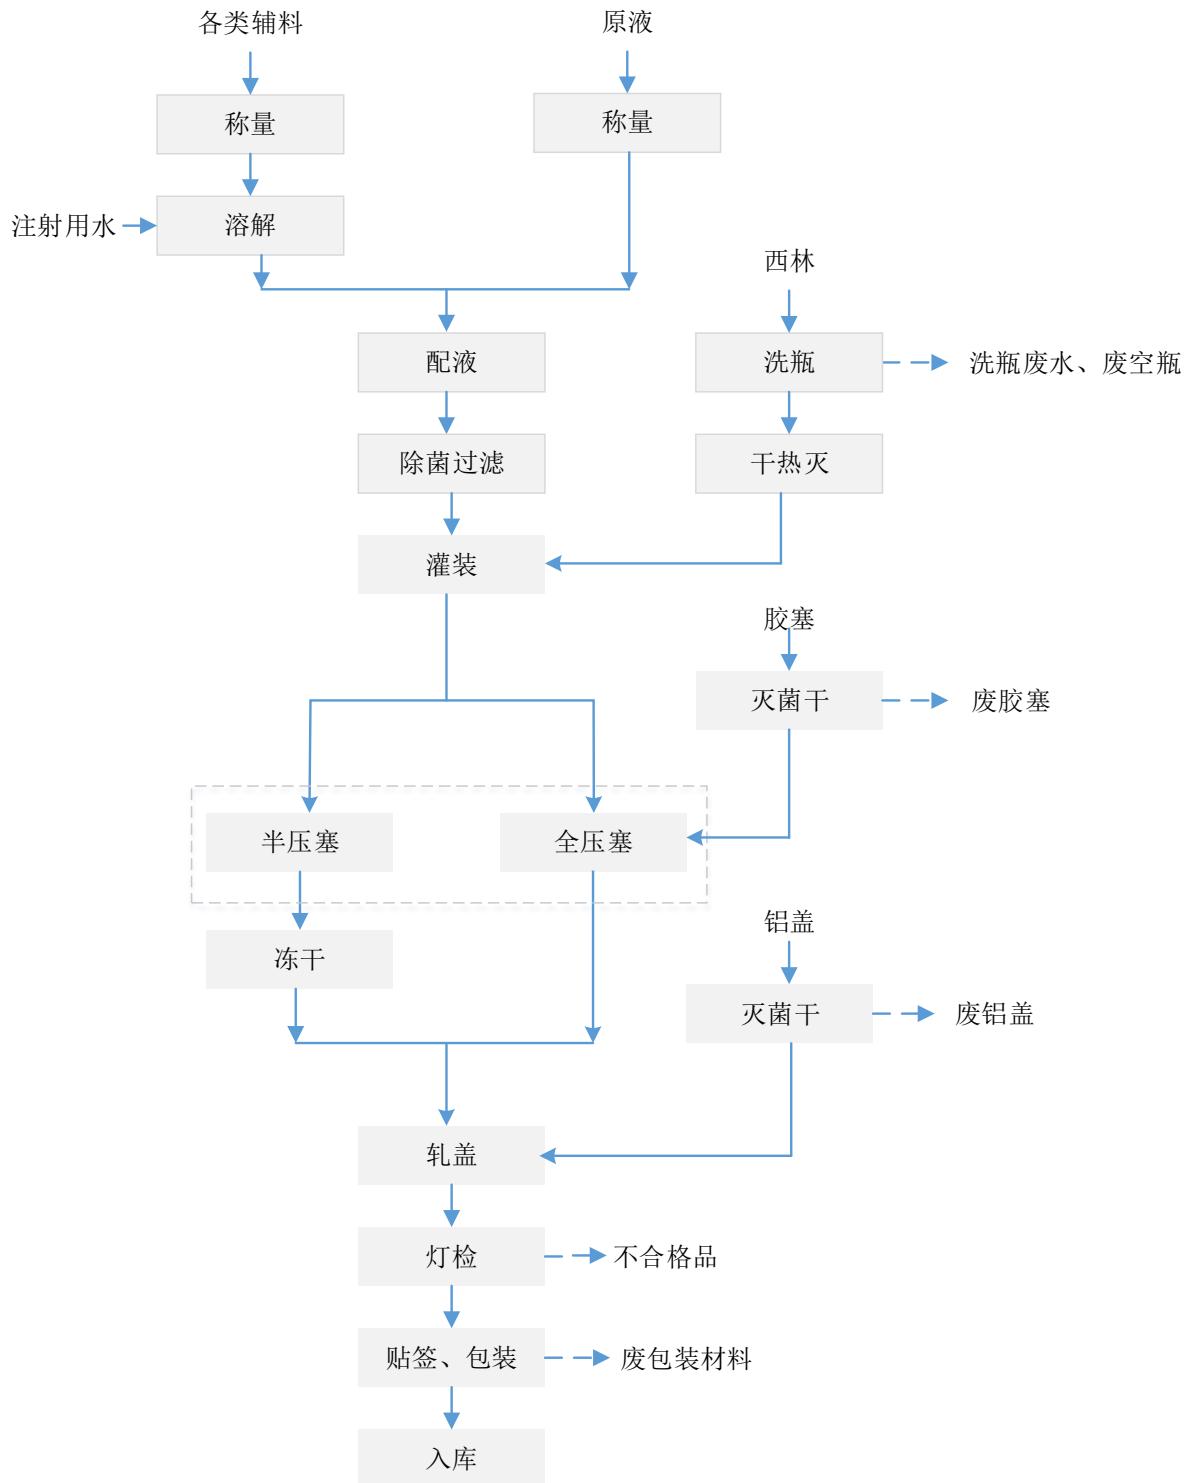 各类辅料
原液
称量
称量
注射用水
溶解
西林
配液
洗瓶
洗瓶废水、废空瓶
除菌过滤
干热灭
灌装
胶塞
灭菌干
废胶塞
半压塞
全压塞
铝盖
冻干
灭菌干
废铝盖
轧盖
灯检
不合格品
贴签、包装
废包装材料
入库